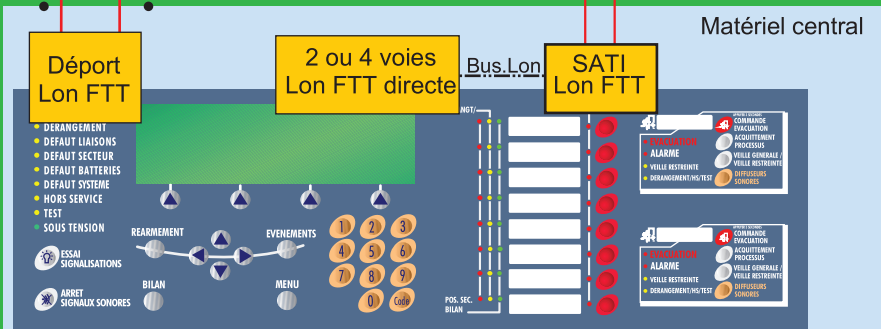 Matériel central
Déport
Lon FTT
2 ou 4 voies
Lon FTT directe
Bus.Lon
SATI
Lon FTT
DERANGEMENT
DEFAUT LIAISONS
DEFAUT SECTEUR
DEFAUT BATTERIES
DEFAUT SYSTEME
HORS SERVICE
TEST
SOUS TENSION
ESSAI
SIGNALISATIONS
ARRET
SIGNAUX SONORES
REARMEMENT
EVENEMENTS
BILAN
MENU
1 2 3
4 5 6
7 8 9
0 Code
POS. SEC.
BILAN
EVACUATION
ALARME
VEILLE RESTREINTE
DERANGEMENT/HS/TEST
COMMANDE
EVACUATION
ACQUITTEMENT
PROCESSUS
VEILLE GENERALE /
VEILLE RESTREINTE
DIFFUSEURS
SONORES
EVACUATION
ALARME
VEILLE RESTREINTE
DERANGEMENT/HS/TEST
COMMANDE
EVACUATION
ACQUITTEMENT
PROCESSUS
VEILLE GENERALE /
VEILLE RESTREINTE
DIFFUSEURS
SONORES